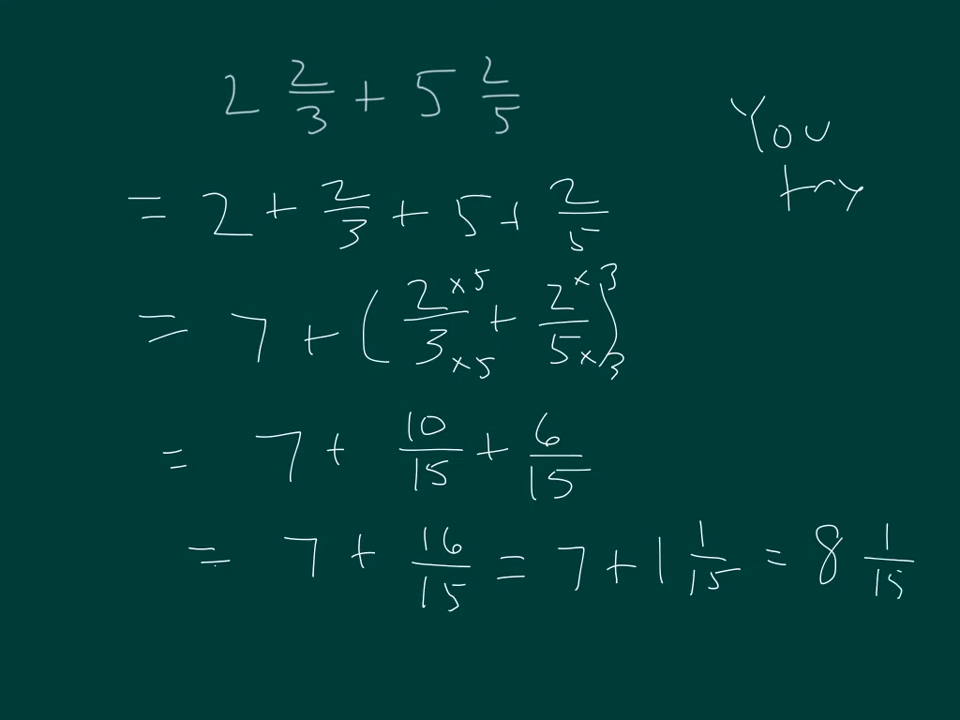 2 2/3 + 5 2/5
You
try
= 2 + 2/3 + 5 + 2/5
= 7 + ( 2 ×5 / 3 ×5 + 2 ×3 / 5 ×3 )
= 7 + 10/15 + 6/15
= 7 + 16/15 = 7 + 1 1/15 = 8 1/15